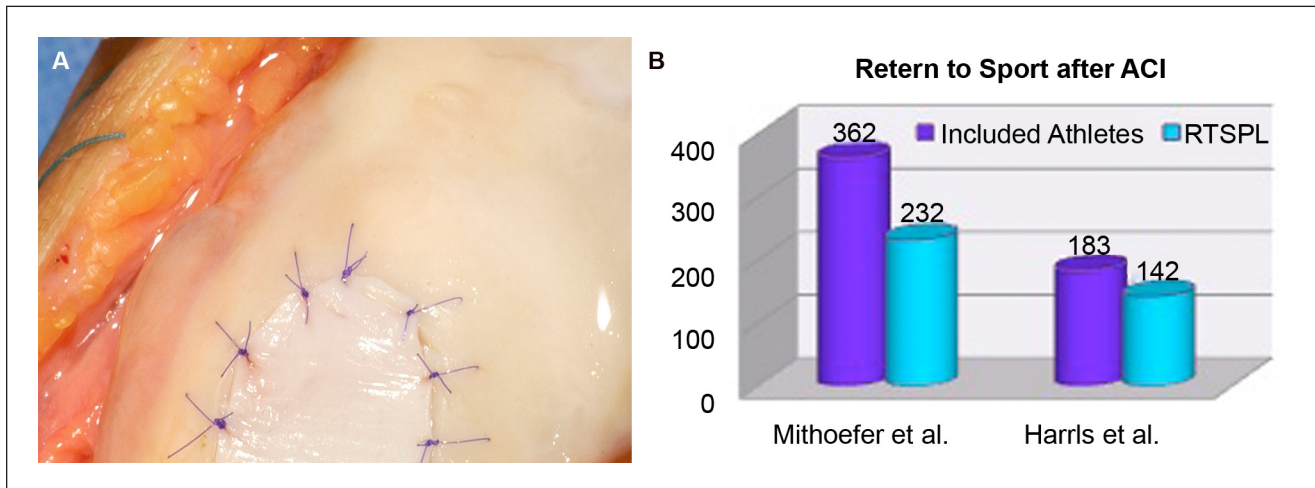 A
B
Retern to Sport after ACI
362
Included Athletes
RTSPL
400
300
232
183
142
200
100
0
Mithoefer et al.
Harrls et al.